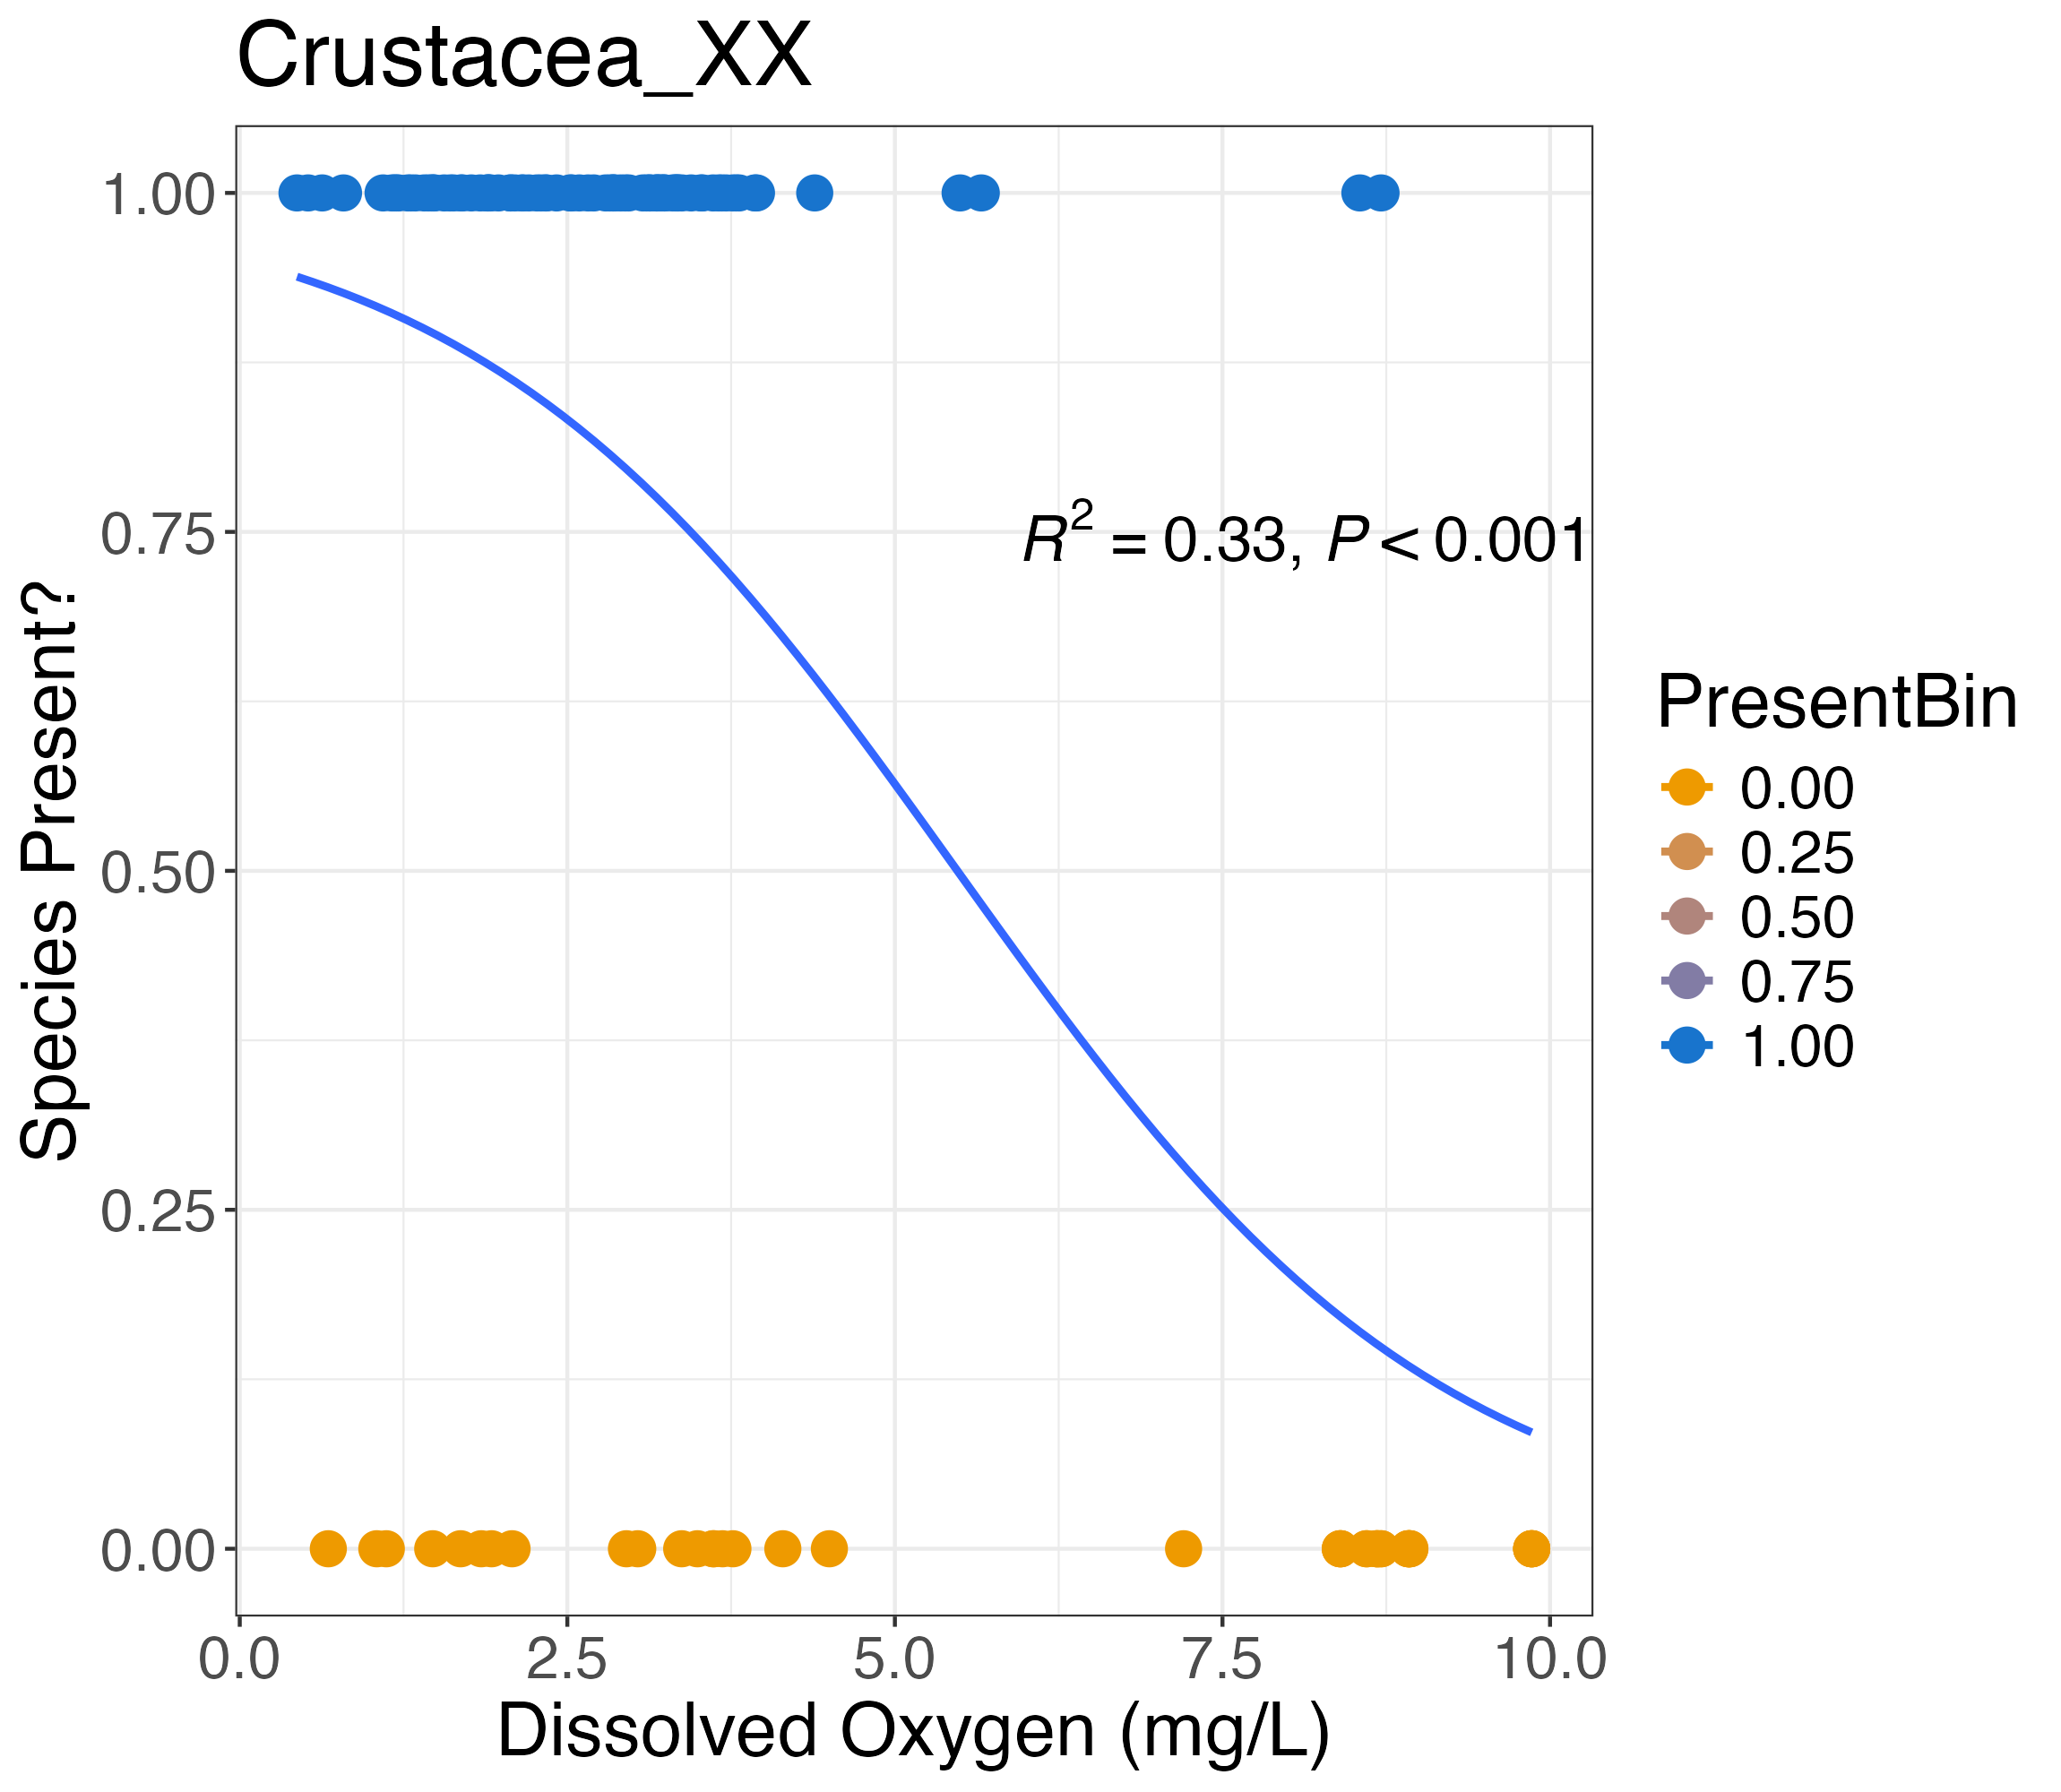 Crustacea_XX
1.00
0.75
0.50
0.25
0.00
Species Present?
R² = 0.33, P < 0.001
0.0 2.5 5.0 7.5 10.0
Dissolved Oxygen (mg/L)
PresentBin
0.00
0.25
0.50
0.75
1.00